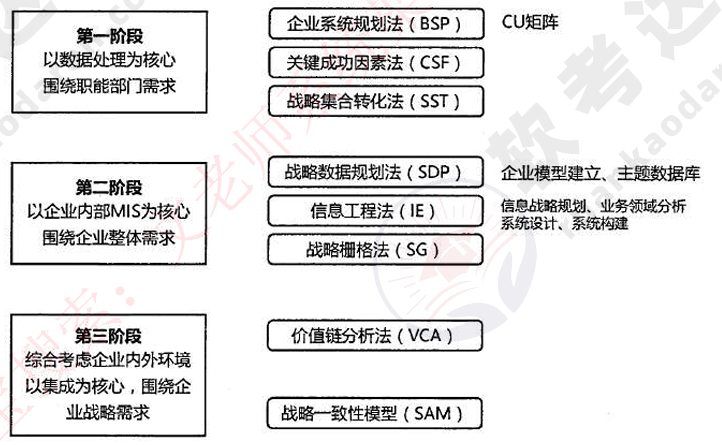 第一阶段
以数据处理为核心
围绕职能部门需求
企业系统规划法（BSP）
CU矩阵
关键成功因素法（CSF）
战略集合转化法（SST）
第二阶段
以企业内部MIS为核心
围绕企业整体需求
战略数据规划法（SDP）
企业模型建立、主题数据库
信息工程法（IE）
信息战略规划、业务领域分析
系统设计、系统构建
战略栅格法（SG）
第三阶段
综合考虑企业内外环境
以集成为核心，围绕企
业战略需求
价值链分析法（VCA）
战略一致性模型（SAM）
软考达